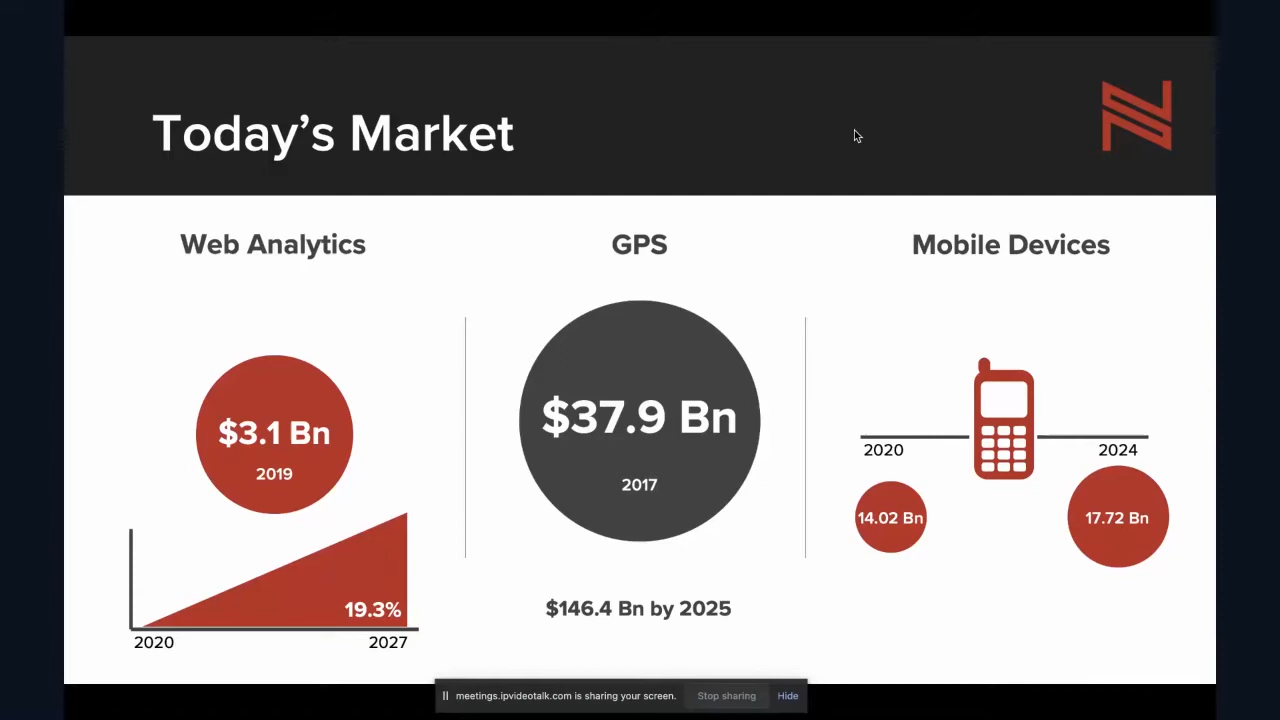 Today's Market
Web Analytics
$3.1 Bn
2019
19.3%
2020
2027
GPS
$37.9 Bn
2017
$146.4 Bn by 2025
Mobile Devices
2020
2024
14.02 Bn
17.72 Bn
meetings.ipvideotalk.com is sharing your screen.
Stop sharing
Hide